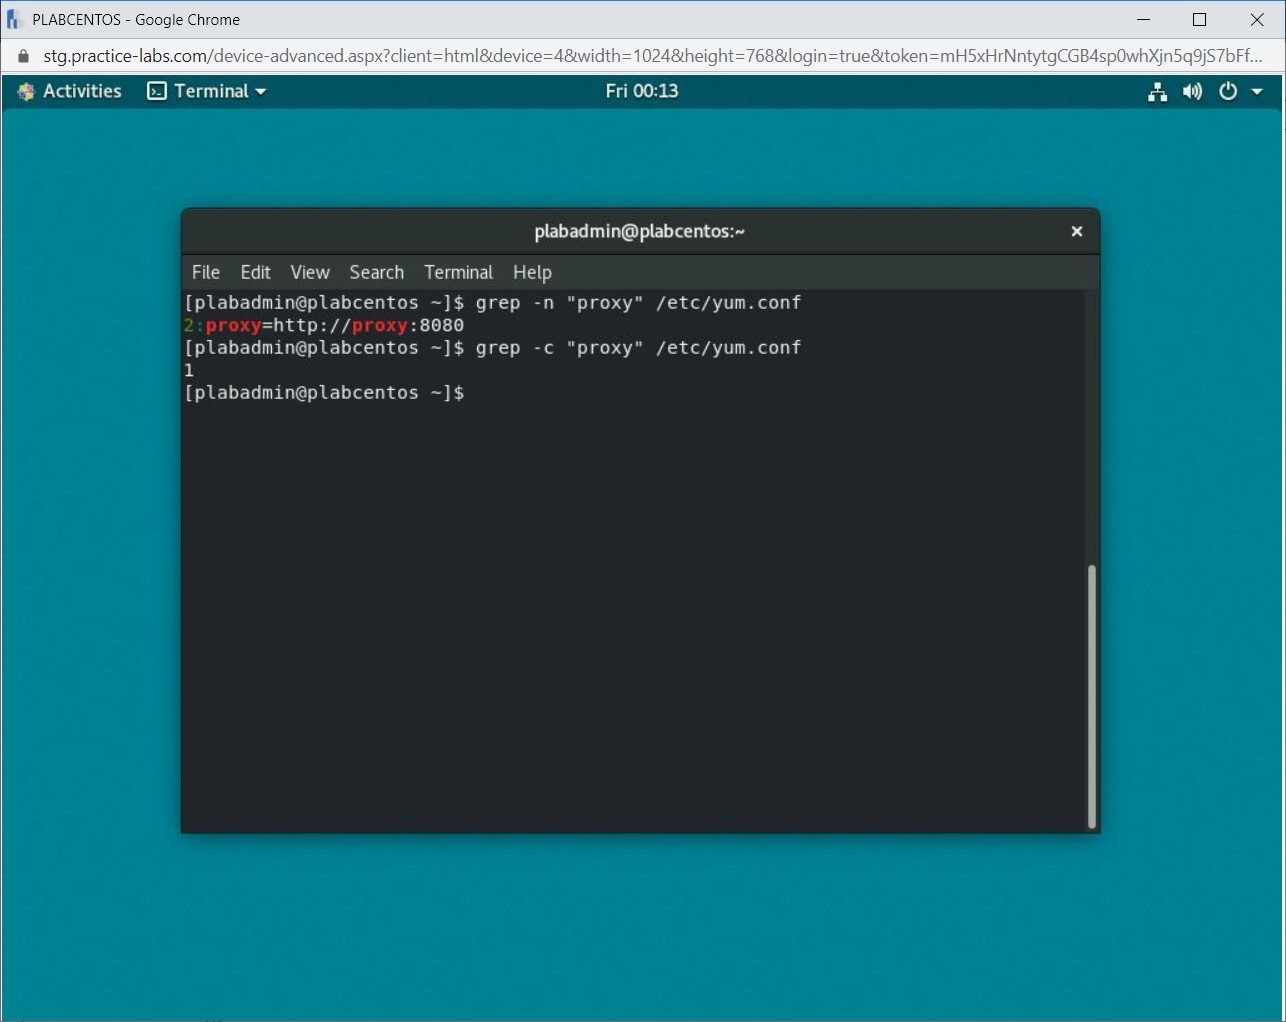 PLABCENTOS - Google Chrome
stg.practice-labs.com/device-advanced.aspx?client=html&device=4&width=1024&height=768&login=true&token=mH5xHrNntytgCGB4sp0whXjn5q9jS7bFf...
Activities Terminal Fri 00:13
plabadmin@plabcentos:~
File Edit View Search Terminal Help
[plabadmin@plabcentos ~]$ grep -n "proxy" /etc/yum.conf
2:proxy=http://proxy:8080
[plabadmin@plabcentos ~]$ grep -c "proxy" /etc/yum.conf
1
[plabadmin@plabcentos ~]$